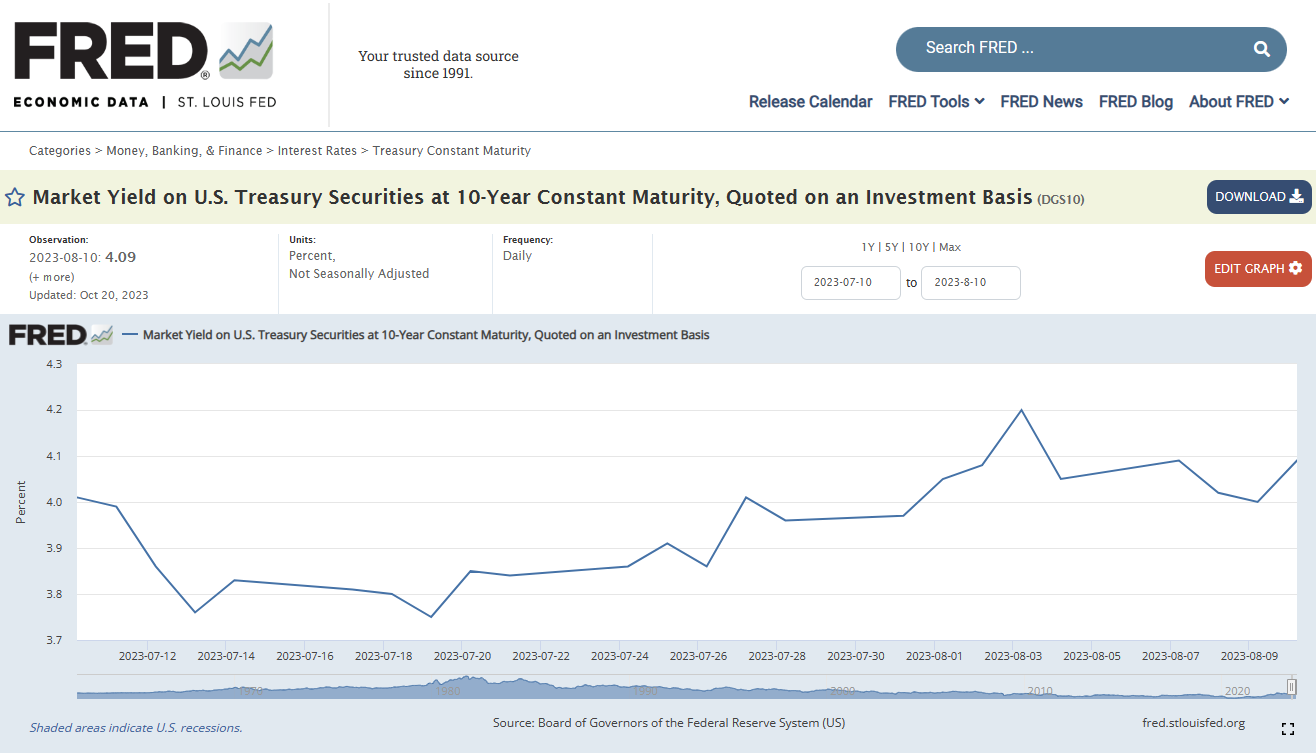 FRED®
ECONOMIC DATA | ST. LOUIS FED
Your trusted data source
since 1991.
Search FRED ...
Release Calendar FRED Tools FRED News FRED Blog About FRED
Categories > Money, Banking, & Finance > Interest Rates > Treasury Constant Maturity
Market Yield on U.S. Treasury Securities at 10-Year Constant Maturity, Quoted on an Investment Basis (DGS10)
DOWNLOAD
Observation:
2023-08-10: 4.09
(+ more)
Updated: Oct 20, 2023
Units:
Percent,
Not Seasonally Adjusted
Frequency:
Daily
1Y | 5Y | 10Y | Max
2023-07-10 to 2023-8-10
EDIT GRAPH
FRED Market Yield on U.S. Treasury Securities at 10-Year Constant Maturity, Quoted on an Investment Basis
Percent
4.3
4.2
4.1
4.0
3.9
3.8
3.7
2023-07-12 2023-07-14 2023-07-16 2023-07-18 2023-07-20 2023-07-22 2023-07-24 2023-07-26 2023-07-28 2023-07-30 2023-08-01 2023-08-03 2023-08-05 2023-08-07 2023-08-09
1970 1980 1990 2000 2010 2020
Shaded areas indicate U.S. recessions.
Source: Board of Governors of the Federal Reserve System (US)
fred.stlouisfed.org